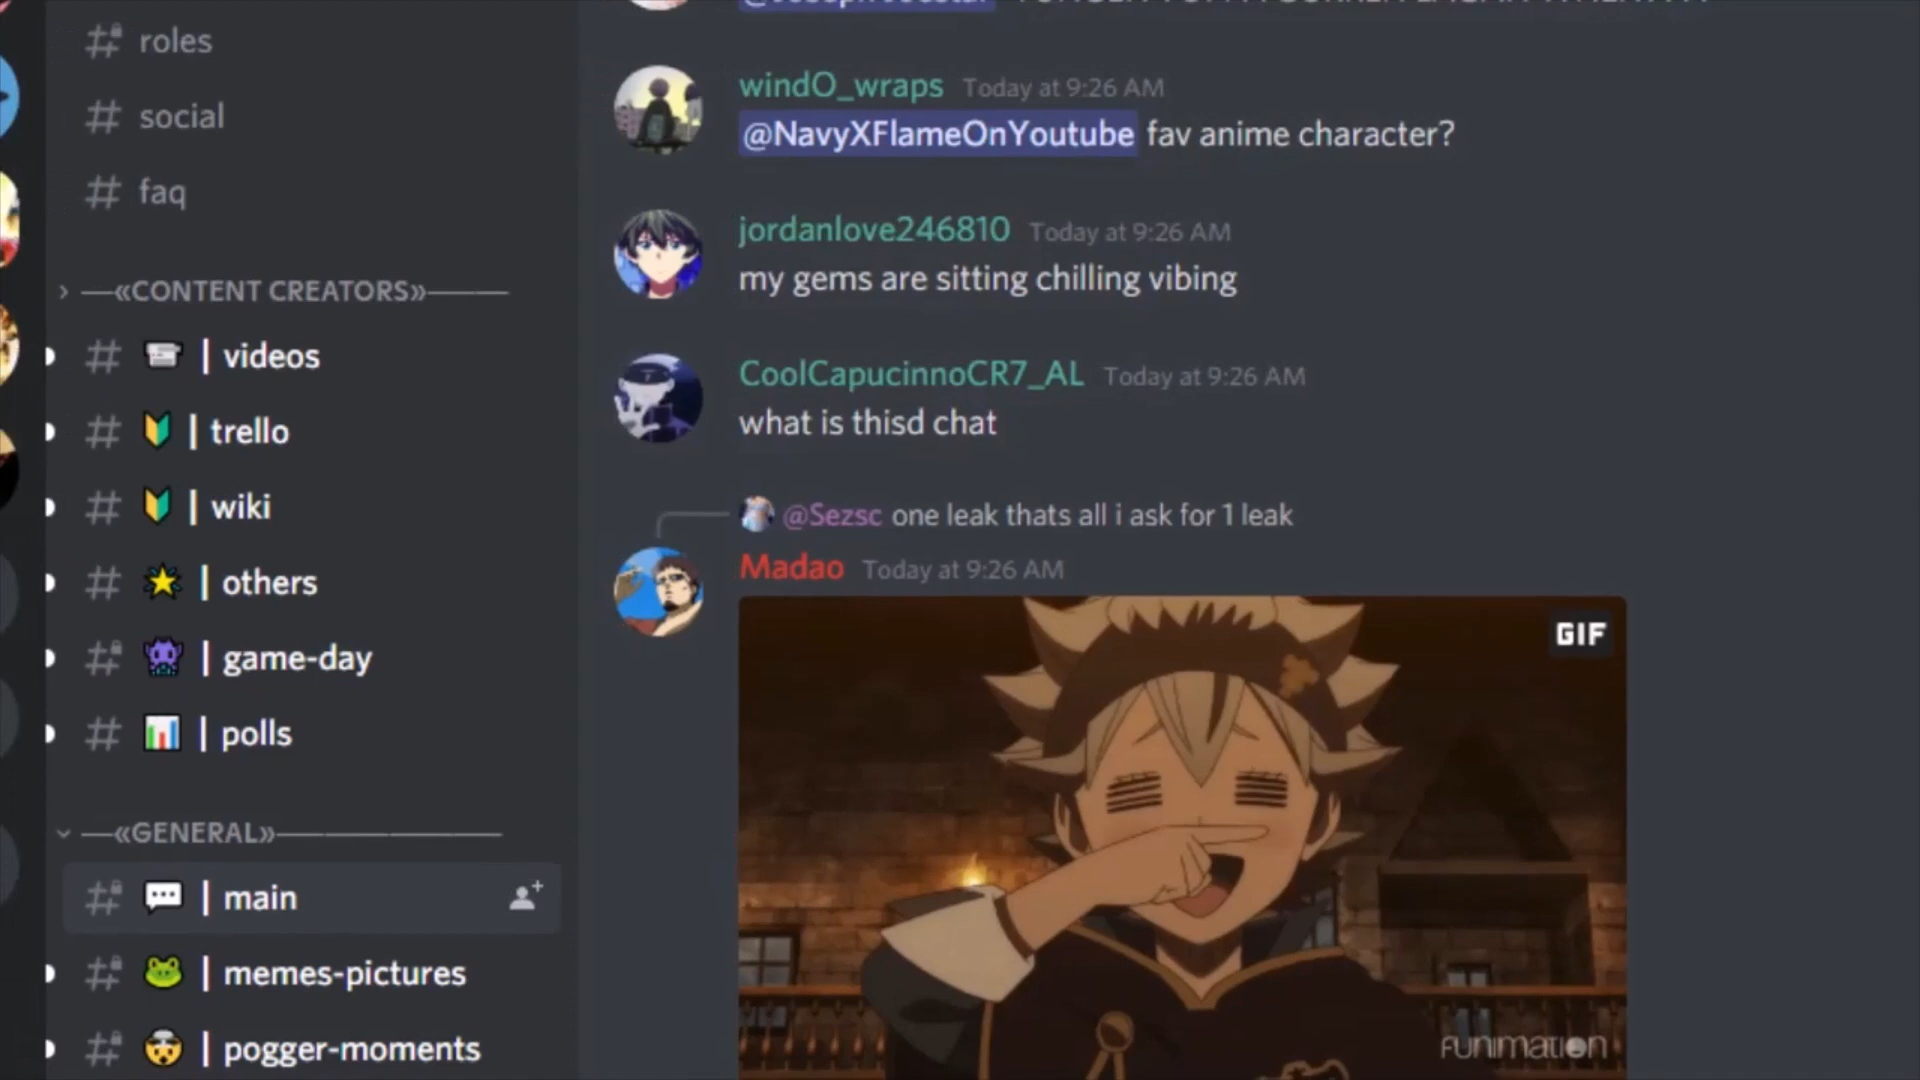 roles
social
faq
—«CONTENT CREATORS»———
| videos
| trello
| wiki
| others
| game-day
| polls
—«GENERAL»————————
| main
| memes-pictures
| pogger-moments
windO_wraps Today at 9:26 AM
@NavyXFlameOnYoutube fav anime character?
jordanlove246810 Today at 9:26 AM
my gems are sitting chilling vibing
CoolCapucinnoCR7_AL Today at 9:26 AM
what is thisd chat
@Sezsc one leak thats all i ask for 1 leak
Madao Today at 9:26 AM
GIF
FUNIMATION